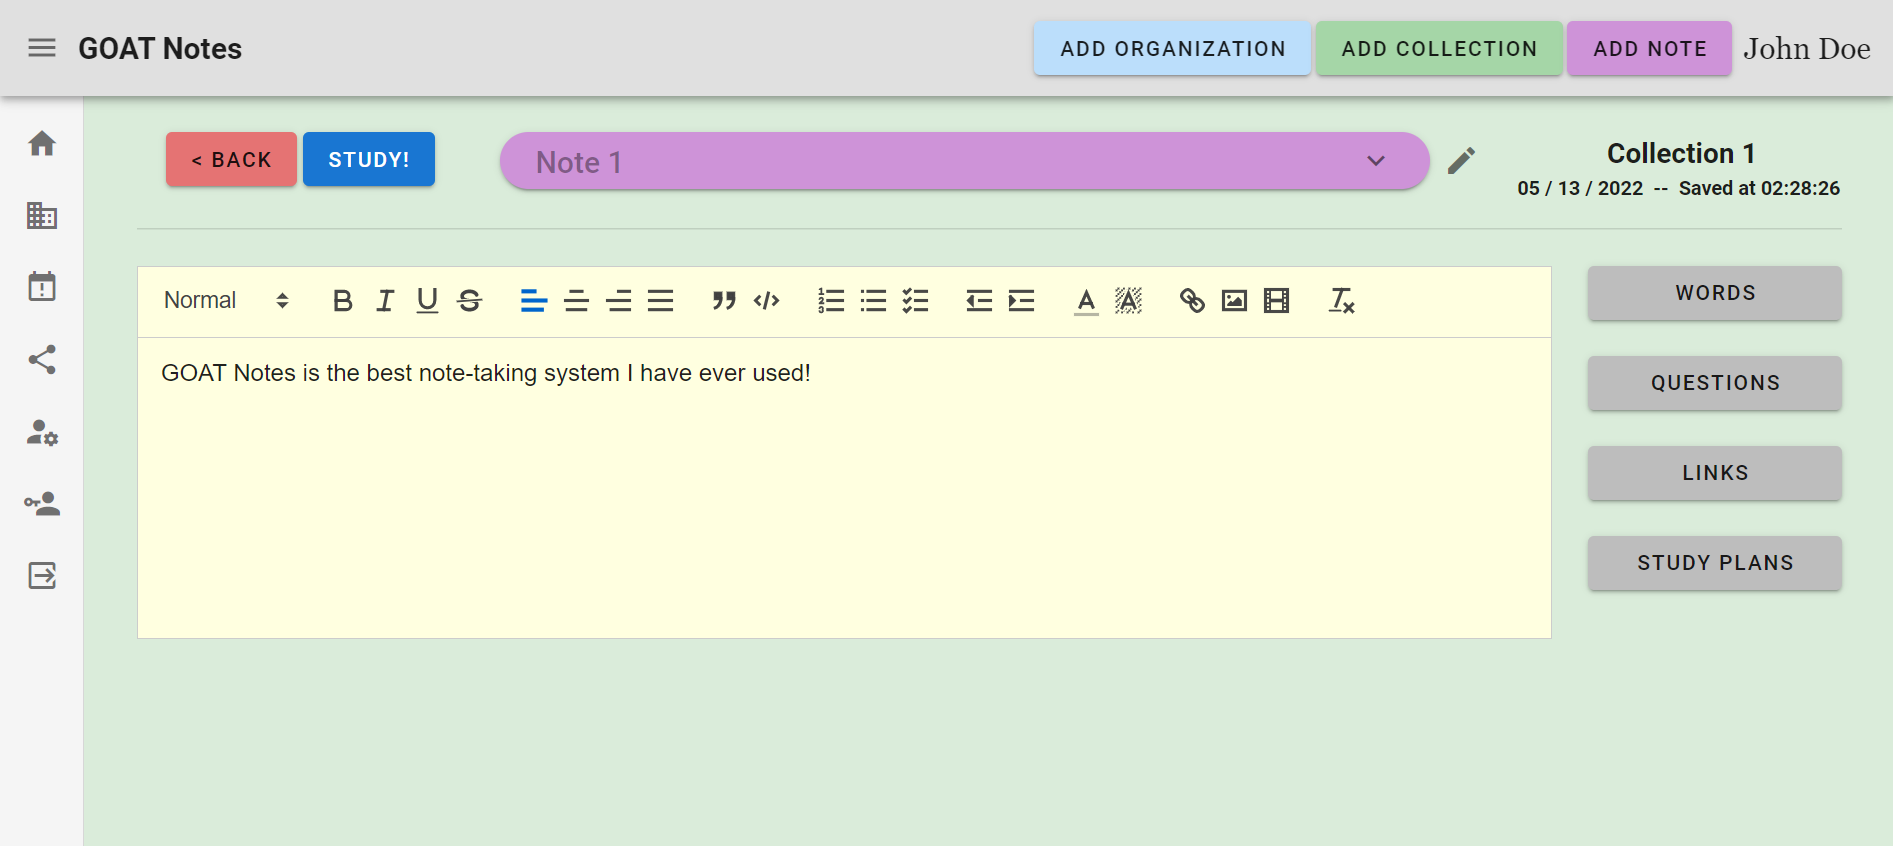 GOAT Notes
ADD ORGANIZATION
ADD COLLECTION
ADD NOTE
John Doe
< BACK
STUDY!
Note 1
Collection 1
05 / 13 / 2022 -- Saved at 02:28:26
Normal
WORDS
GOAT Notes is the best note-taking system I have ever used!
QUESTIONS
LINKS
STUDY PLANS